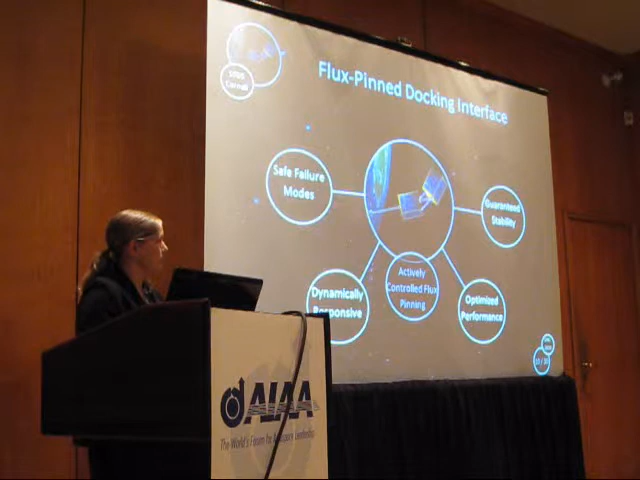 SSDS
Cornell
Flux-Pinned Docking Interface
Safe Failure
Modes
Guaranteed
Stability
Dynamically
Responsive
Actively
Controlled Flux
Pinning
Optimized
Performance
AIAA
The World's Forum for Aerospace Leadership